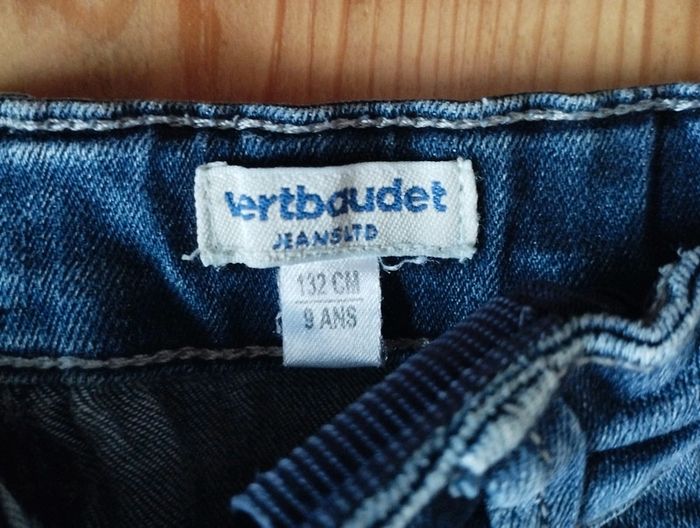 vertbaudet
JEANS LTD
132 CM
9 ANS